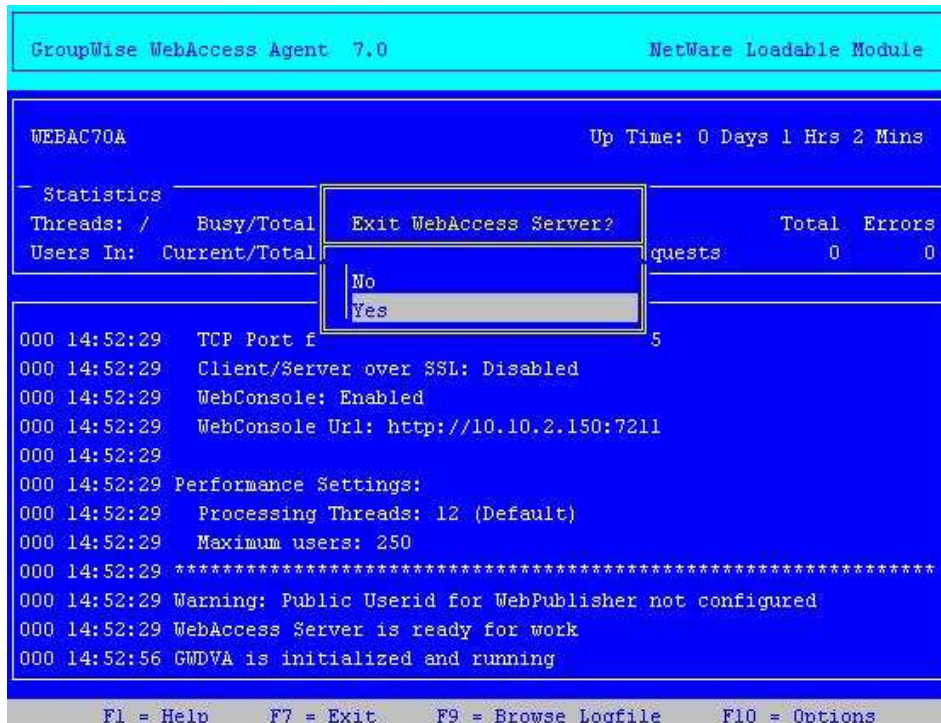 GroupWise WebAccess Agent 7.0 NetWare Loadable Module
WEBAC70A Up Time: 0 Days 1 Hrs 2 Mins
Statistics
Exit WebAccess Server?
Threads: / Busy/Total Total Errors
Users In: Current/Total quests 0 0
No
Yes
000 14:52:29 TCP Port f 5
000 14:52:29 Client/Server over SSL: Disabled
000 14:52:29 WebConsole: Enabled
000 14:52:29 WebConsole Url: http://10.10.2.150:7211
000 14:52:29
000 14:52:29 Performance Settings:
000 14:52:29 Processing Threads: 12 (Default)
000 14:52:29 Maximum users: 250
000 14:52:29 ****************************************************************
000 14:52:29 Warning: Public Userid for WebPublisher not configured
000 14:52:29 WebAccess Server is ready for work
000 14:52:56 GWDVA is initialized and running
F1 = Help F7 = Exit F9 = Browse Logfile F10 = Options